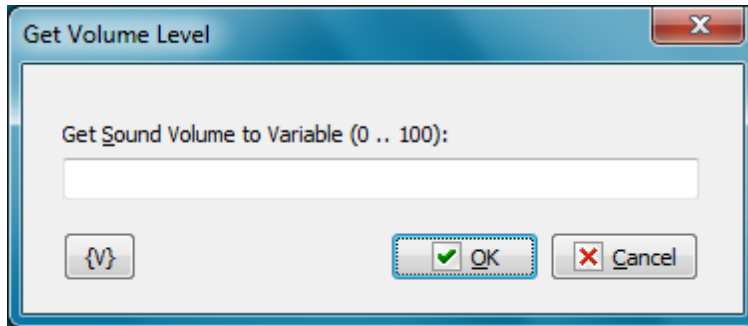 Get Volume Level
Get Sound Volume to Variable (0 .. 100):
{V}
OK
Cancel